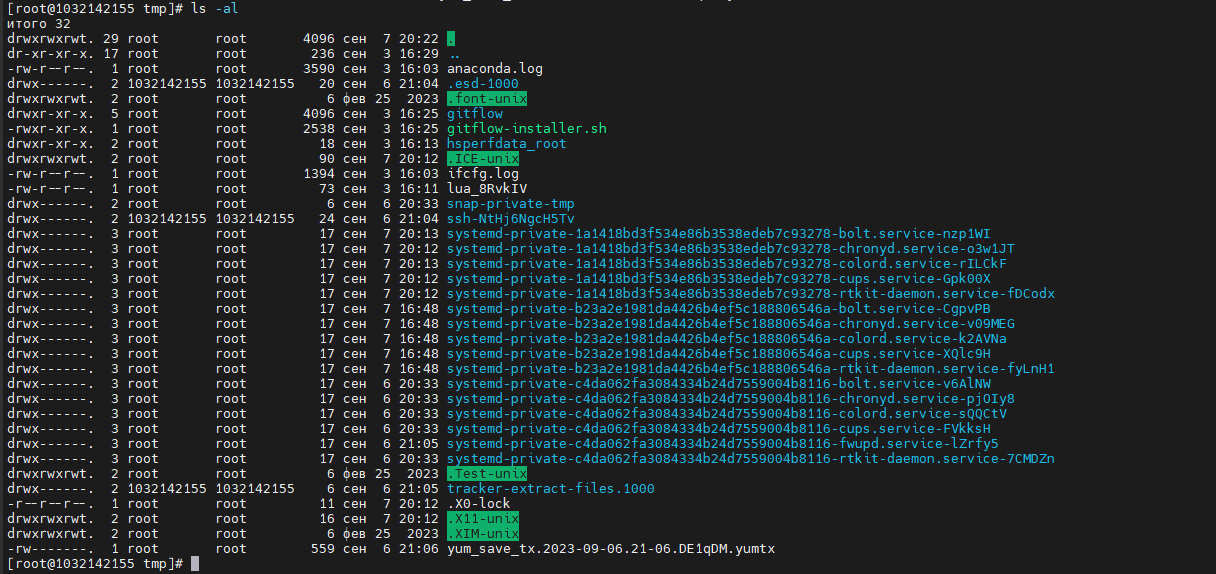 [root@1032142155 tmp]# ls -al
итого 32
drwxrwxrwt. 29 root root 4096 сен 7 20:22 .
dr-xr-xr-x. 17 root root 236 сен 3 16:29 ..
-rw-r--r--. 1 root root 3590 сен 3 16:03 anaconda.log
drwx------. 2 1032142155 1032142155 20 сен 6 21:04 .esd-1000
drwxrwxrwt. 2 root root 6 фев 25 2023 .font-unix
drwxr-xr-x. 5 root root 4096 сен 3 16:25 gitflow
-rwxr-xr-x. 1 root root 2538 сен 3 16:25 gitflow-installer.sh
drwxr-xr-x. 2 root root 18 сен 3 16:13 hsperfdata_root
drwxrwxrwt. 2 root root 90 сен 7 20:12 .ICE-unix
-rw-r--r--. 1 root root 1394 сен 3 16:03 ifcfg.log
-rw-r--r--. 1 root root 73 сен 3 16:11 lua_8RvkIV
drwx------. 2 root root 6 сен 6 20:33 snap-private-tmp
drwx------. 2 1032142155 1032142155 24 сен 6 21:04 ssh-NtHj6NgcH5Tv
drwx------. 3 root root 17 сен 7 20:13 systemd-private-1a1418bd3f534e86b3538edeb7c93278-bolt.service-nzp1WI
drwx------. 3 root root 17 сен 7 20:12 systemd-private-1a1418bd3f534e86b3538edeb7c93278-chronyd.service-o3w1JT
drwx------. 3 root root 17 сен 7 20:13 systemd-private-1a1418bd3f534e86b3538edeb7c93278-colord.service-rILCkF
drwx------. 3 root root 17 сен 7 20:12 systemd-private-1a1418bd3f534e86b3538edeb7c93278-cups.service-Gpk00X
drwx------. 3 root root 17 сен 7 20:12 systemd-private-1a1418bd3f534e86b3538edeb7c93278-rtkit-daemon.service-fDCodx
drwx------. 3 root root 17 сен 7 16:48 systemd-private-b23a2e1981da4426b4ef5c188806546a-bolt.service-CgpvPB
drwx------. 3 root root 17 сен 7 16:48 systemd-private-b23a2e1981da4426b4ef5c188806546a-chronyd.service-v09MEG
drwx------. 3 root root 17 сен 7 16:48 systemd-private-b23a2e1981da4426b4ef5c188806546a-colord.service-k2AVNa
drwx------. 3 root root 17 сен 7 16:48 systemd-private-b23a2e1981da4426b4ef5c188806546a-cups.service-XQlc9H
drwx------. 3 root root 17 сен 7 16:48 systemd-private-b23a2e1981da4426b4ef5c188806546a-rtkit-daemon.service-fyLnH1
drwx------. 3 root root 17 сен 6 20:33 systemd-private-c4da062fa3084334b24d7559004b8116-bolt.service-v6AlNW
drwx------. 3 root root 17 сен 6 20:33 systemd-private-c4da062fa3084334b24d7559004b8116-chronyd.service-pjOIy8
drwx------. 3 root root 17 сен 6 20:33 systemd-private-c4da062fa3084334b24d7559004b8116-colord.service-sQQCtV
drwx------. 3 root root 17 сен 6 20:33 systemd-private-c4da062fa3084334b24d7559004b8116-cups.service-FVkksH
drwx------. 3 root root 17 сен 6 21:05 systemd-private-c4da062fa3084334b24d7559004b8116-fwupd.service-lZrfy5
drwx------. 3 root root 17 сен 6 20:33 systemd-private-c4da062fa3084334b24d7559004b8116-rtkit-daemon.service-7CMDZn
drwxrwxrwt. 2 root root 6 фев 25 2023 .Test-unix
drwx------. 2 1032142155 1032142155 6 сен 6 21:05 tracker-extract-files.1000
-r--r--r--. 1 root root 11 сен 7 20:12 .X0-lock
drwxrwxrwt. 2 root root 16 сен 7 20:12 .X11-unix
drwxrwxrwt. 2 root root 6 фев 25 2023 .XIM-unix
-rw-------. 1 root root 559 сен 6 21:06 yum_save_tx.2023-09-06.21-06.DE1qDM.yumtx
[root@1032142155 tmp]#